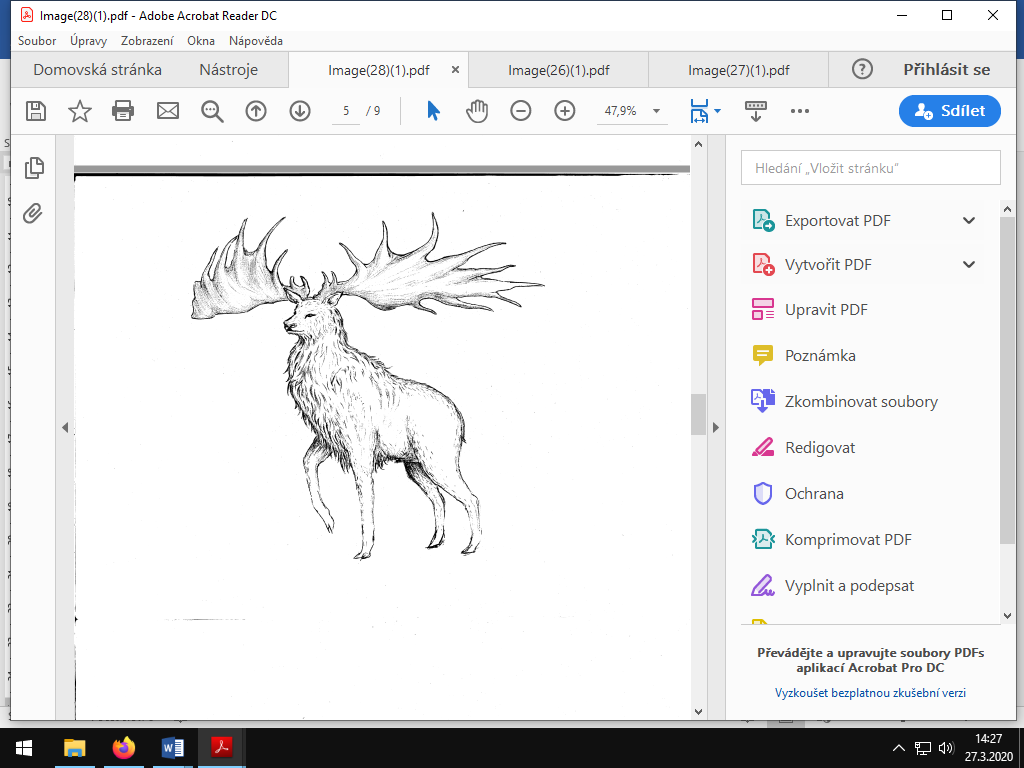 Image(28)(1).pdf - Adobe Acrobat Reader DC
Soubor Úpravy Zobrazení Okna Nápověda
Domovská stránka Nástroje Image(28)(1).pdf × Image(26)(1).pdf Image(27)(1).pdf ? Přihlásit se
5 / 9 47,9% Sdílet
Hledání „Vložit stránku“
Exportovat PDF
Vytvořit PDF
Upravit PDF
Poznámka
Zkombinovat soubory
Redigovat
Ochrana
Komprimovat PDF
Vyplnit a podepsat
Převádějte a upravujte soubory PDFs
aplikací Acrobat Pro DC
Vyzkoušet bezplatnou zkušební verzi
14:27
27.3.2020